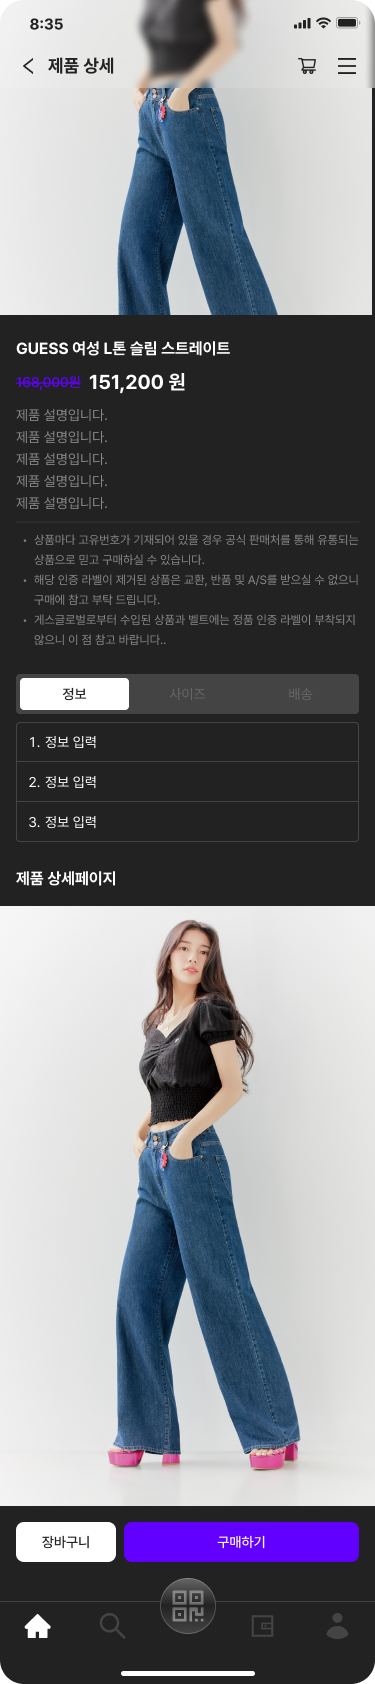 8:35
제품 상세
GUESS 여성 L톤 슬림 스트레이트
168,000원 151,200 원
제품 설명입니다.
제품 설명입니다.
제품 설명입니다.
제품 설명입니다.
제품 설명입니다.
• 상품마다 고유번호가 기재되어 있을 경우 공식 판매처를 통해 유통되는
상품으로 믿고 구매하실 수 있습니다.
• 해당 인증 라벨이 제거된 상품은 교환, 반품 및 A/S를 받으실 수 없으니
구매에 참고 부탁 드립니다.
• 게스글로벌로부터 수입된 상품과 벨트에는 정품 인증 라벨이 부착되지
않으니 이 점 참고 바랍니다..
정보 사이즈 배송
1. 정보 입력
2. 정보 입력
3. 정보 입력
제품 상세페이지
장바구니 구매하기